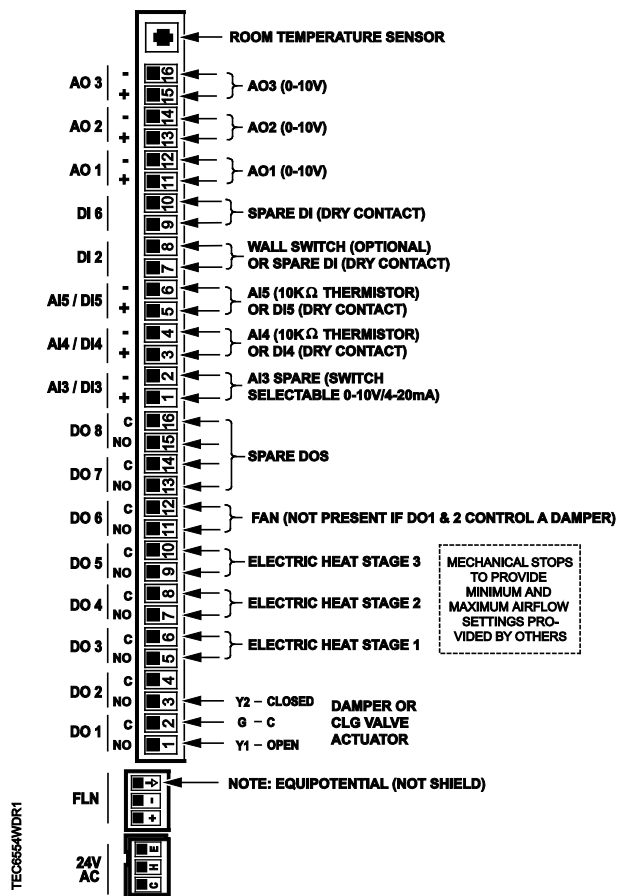 ROOM TEMPERATURE SENSOR
AO 3 - 16
+ 15
AO3 (0-10V)
AO 2 - 14
+ 13
AO2 (0-10V)
AO 1 - 12
+ 11
AO1 (0-10V)
DI 6 10
9
SPARE DI (DRY CONTACT)
DI 2 8
7
WALL SWITCH (OPTIONAL)
OR SPARE DI (DRY CONTACT)
AI5 / DI5 - 6
+ 5
AI5 (10KΩ THERMISTOR)
OR DI5 (DRY CONTACT)
AI4 / DI4 - 4
+ 3
AI4 (10KΩ THERMISTOR)
OR DI4 (DRY CONTACT)
AI3 / DI3 - 2
+ 1
AI3 SPARE (SWITCH
SELECTABLE 0-10V/4-20mA)
DO 8 C 16
NO 15
DO 7 C 14
NO 13
SPARE DOS
DO 6 C 12
NO 11
FAN (NOT PRESENT IF DO1 & 2 CONTROL A DAMPER)
DO 5 C 10
NO 9
ELECTRIC HEAT STAGE 3
DO 4 C 8
NO 7
ELECTRIC HEAT STAGE 2
DO 3 C 6
NO 5
ELECTRIC HEAT STAGE 1
MECHANICAL STOPS
TO PROVIDE
MINIMUM AND
MAXIMUM AIRFLOW
SETTINGS PRO-
VIDED BY OTHERS
DO 2 C 4
NO 3
Y2 – CLOSED
DO 1 C 2
G – C
NO 1
Y1 – OPEN
DAMPER OR
CLG VALVE
ACTUATOR
FLN
-
+
NOTE: EQUIPOTENTIAL (NOT SHIELD)
24V
AC
E
H
C
TEC6554WDR1